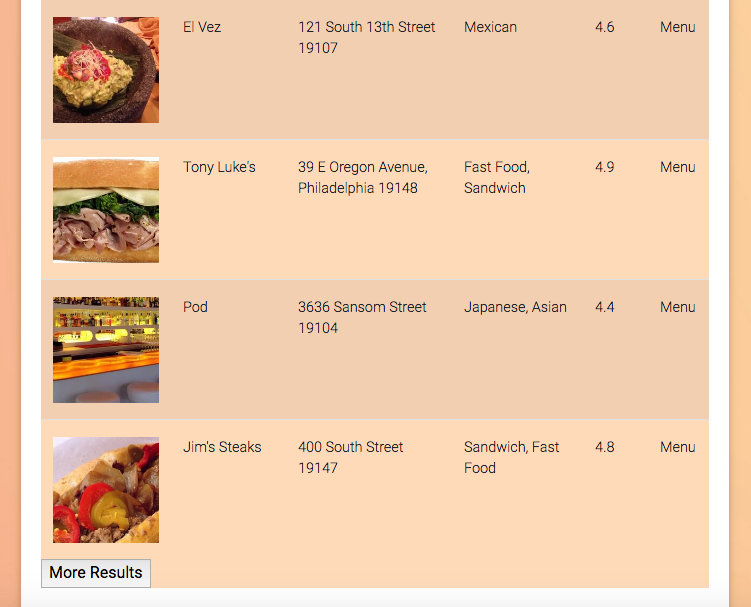 El Vez
121 South 13th Street
19107
Mexican
4.6
Menu
Tony Luke's
39 E Oregon Avenue,
Philadelphia 19148
Fast Food,
Sandwich
4.9
Menu
Pod
3636 Sansom Street
19104
Japanese, Asian
4.4
Menu
Jim's Steaks
400 South Street
19147
Sandwich, Fast
Food
4.8
Menu
More Results